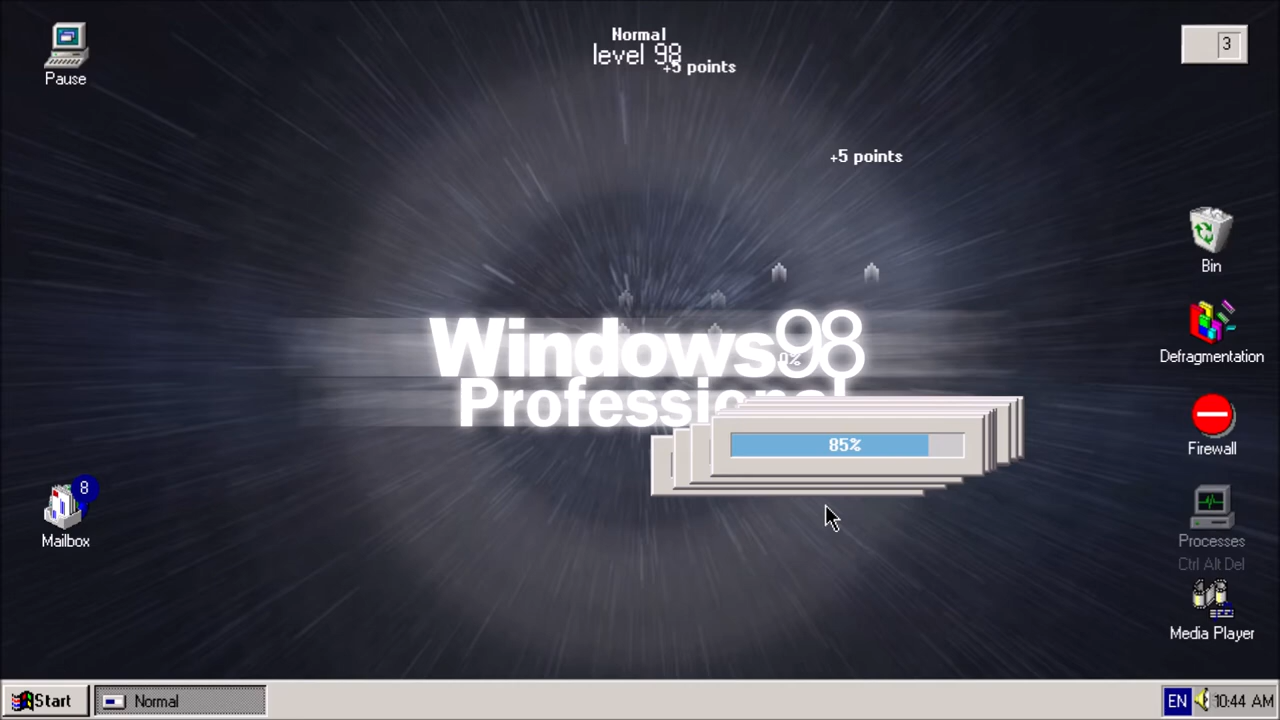 Pause
Normal
level 98
+5 points
3
+5 points
Bin
Windows98
0%
Professional
Defragmentation
85%
Firewall
8
Mailbox
Processes
Ctrl Alt Del
Media Player
Start
Normal
EN
10:44 AM